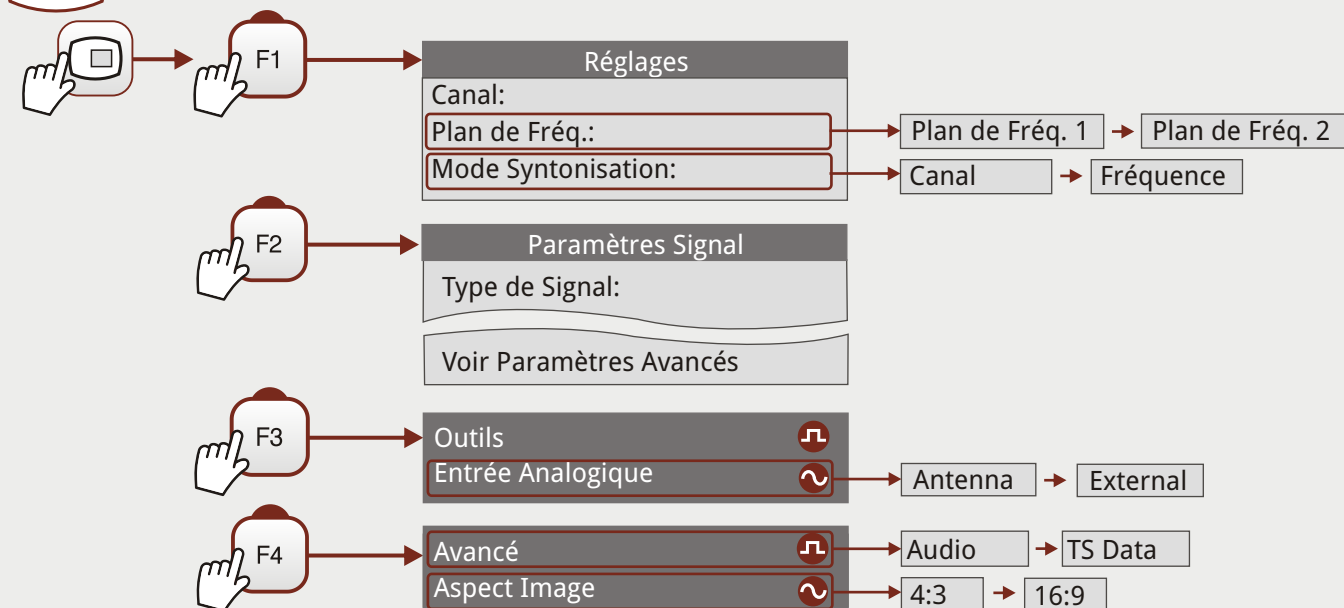 F1
Réglages
Canal:
Plan de Fréq.:
Plan de Fréq. 1
Plan de Fréq. 2
Mode Syntonisation:
Canal
Fréquence
F2
Paramètres Signal
Type de Signal:
Voir Paramètres Avancés
F3
Outils
Entrée Analogique
Antenna
External
F4
Avancé
Audio
TS Data
Aspect Image
4:3
16:9